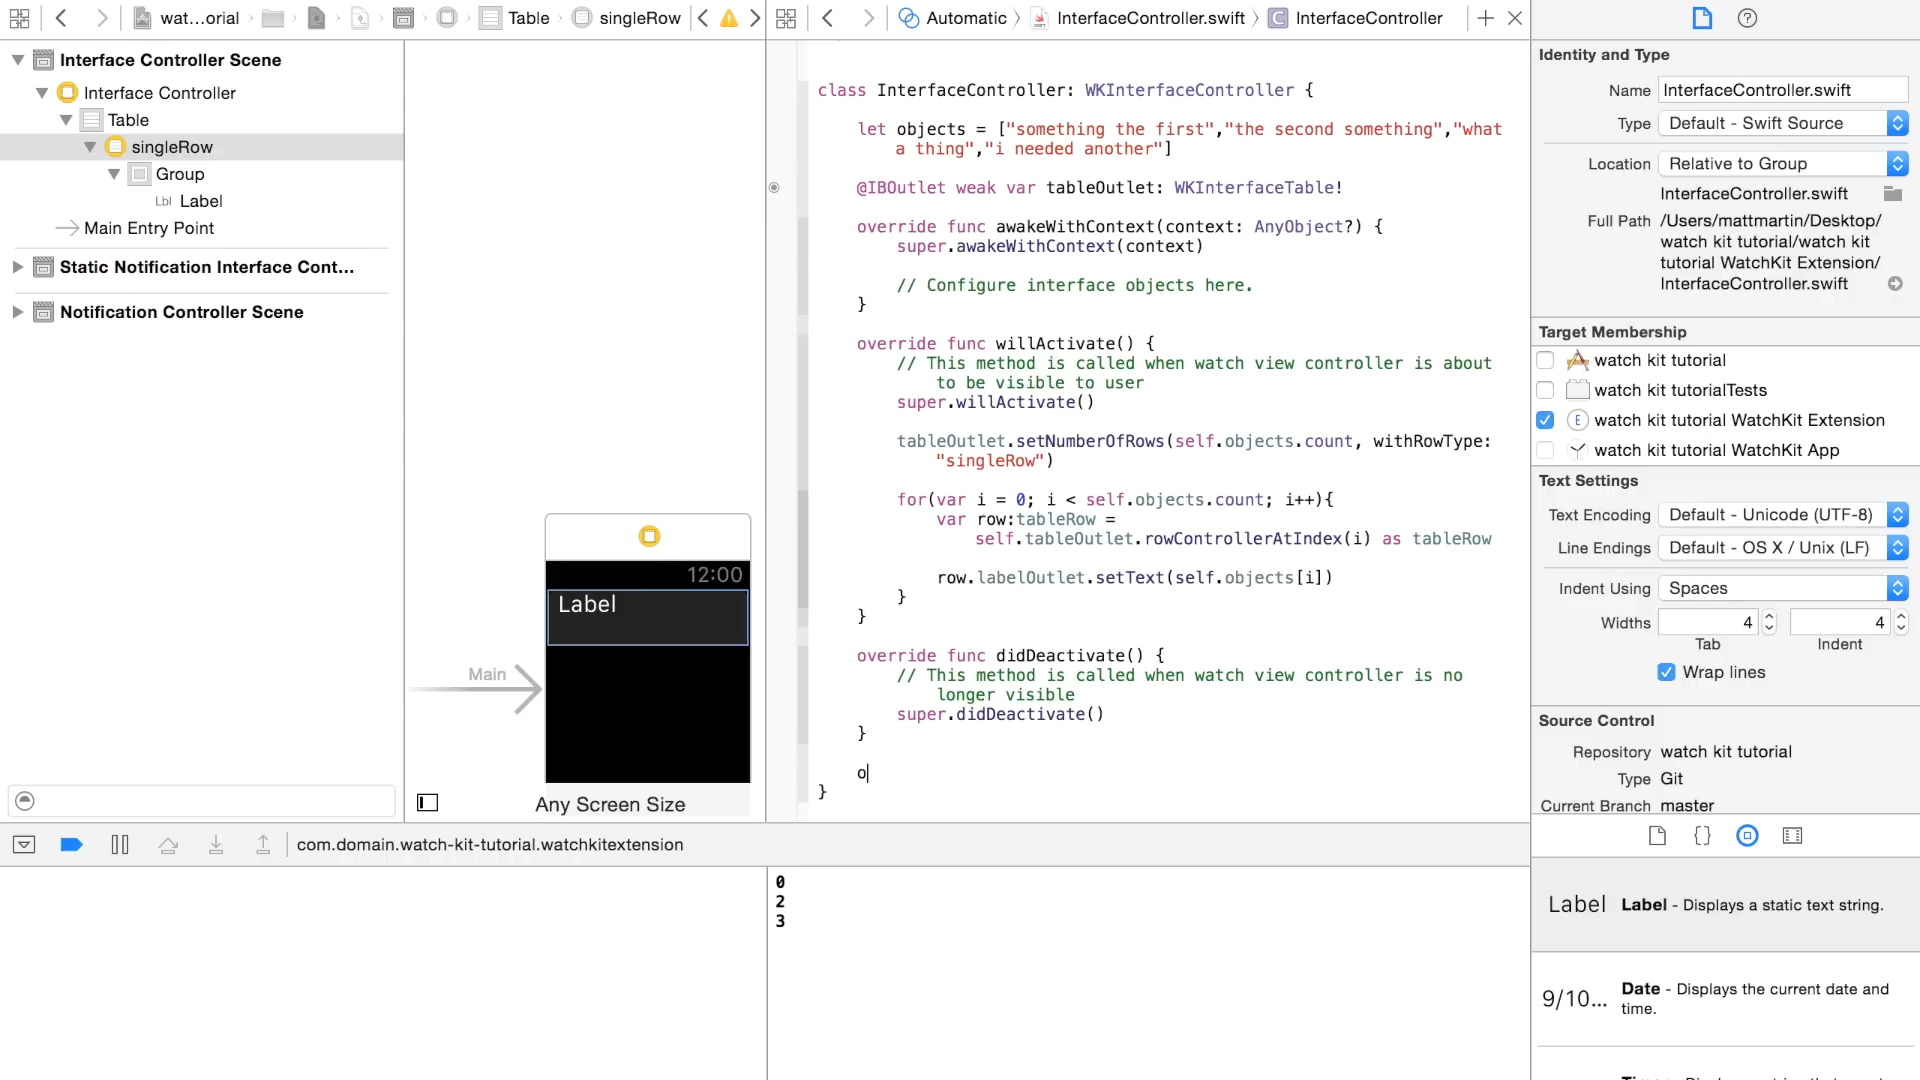 wat...orial
Table
singleRow
Automatic
InterfaceController.swift
InterfaceController
Interface Controller Scene
Interface Controller
Table
singleRow
Group
Lbl Label
Main Entry Point
Static Notification Interface Cont...
Notification Controller Scene
Main
12:00
Label
Any Screen Size
class InterfaceController: WKInterfaceController {
let objects = ["something the first","the second something","what
a thing","i needed another"]
@IBOutlet weak var tableOutlet: WKInterfaceTable!
override func awakeWithContext(context: AnyObject?) {
super.awakeWithContext(context)
// Configure interface objects here.
}
override func willActivate() {
// This method is called when watch view controller is about
to be visible to user
super.willActivate()
tableOutlet.setNumberOfRows(self.objects.count, withRowType:
"singleRow")
for(var i = 0; i < self.objects.count; i++){
var row:tableRow =
self.tableOutlet.rowControllerAtIndex(i) as tableRow
row.labelOutlet.setText(self.objects[i])
}
}
override func didDeactivate() {
// This method is called when watch view controller is no
longer visible
super.didDeactivate()
}
o
}
com.domain.watch-kit-tutorial.watchkitextension
0
2
3
Identity and Type
Name InterfaceController.swift
Type Default - Swift Source
Location Relative to Group
InterfaceController.swift
Full Path /Users/mattmartin/Desktop/
watch kit tutorial/watch kit
tutorial WatchKit Extension/
InterfaceController.swift
Target Membership
watch kit tutorial
watch kit tutorialTests
E watch kit tutorial WatchKit Extension
watch kit tutorial WatchKit App
Text Settings
Text Encoding Default - Unicode (UTF-8)
Line Endings Default - OS X / Unix (LF)
Indent Using Spaces
Widths 4 4
Tab Indent
Wrap lines
Source Control
Repository watch kit tutorial
Type Git
Current Branch master
Label Label - Displays a static text string.
9/10... Date - Displays the current date and
time.